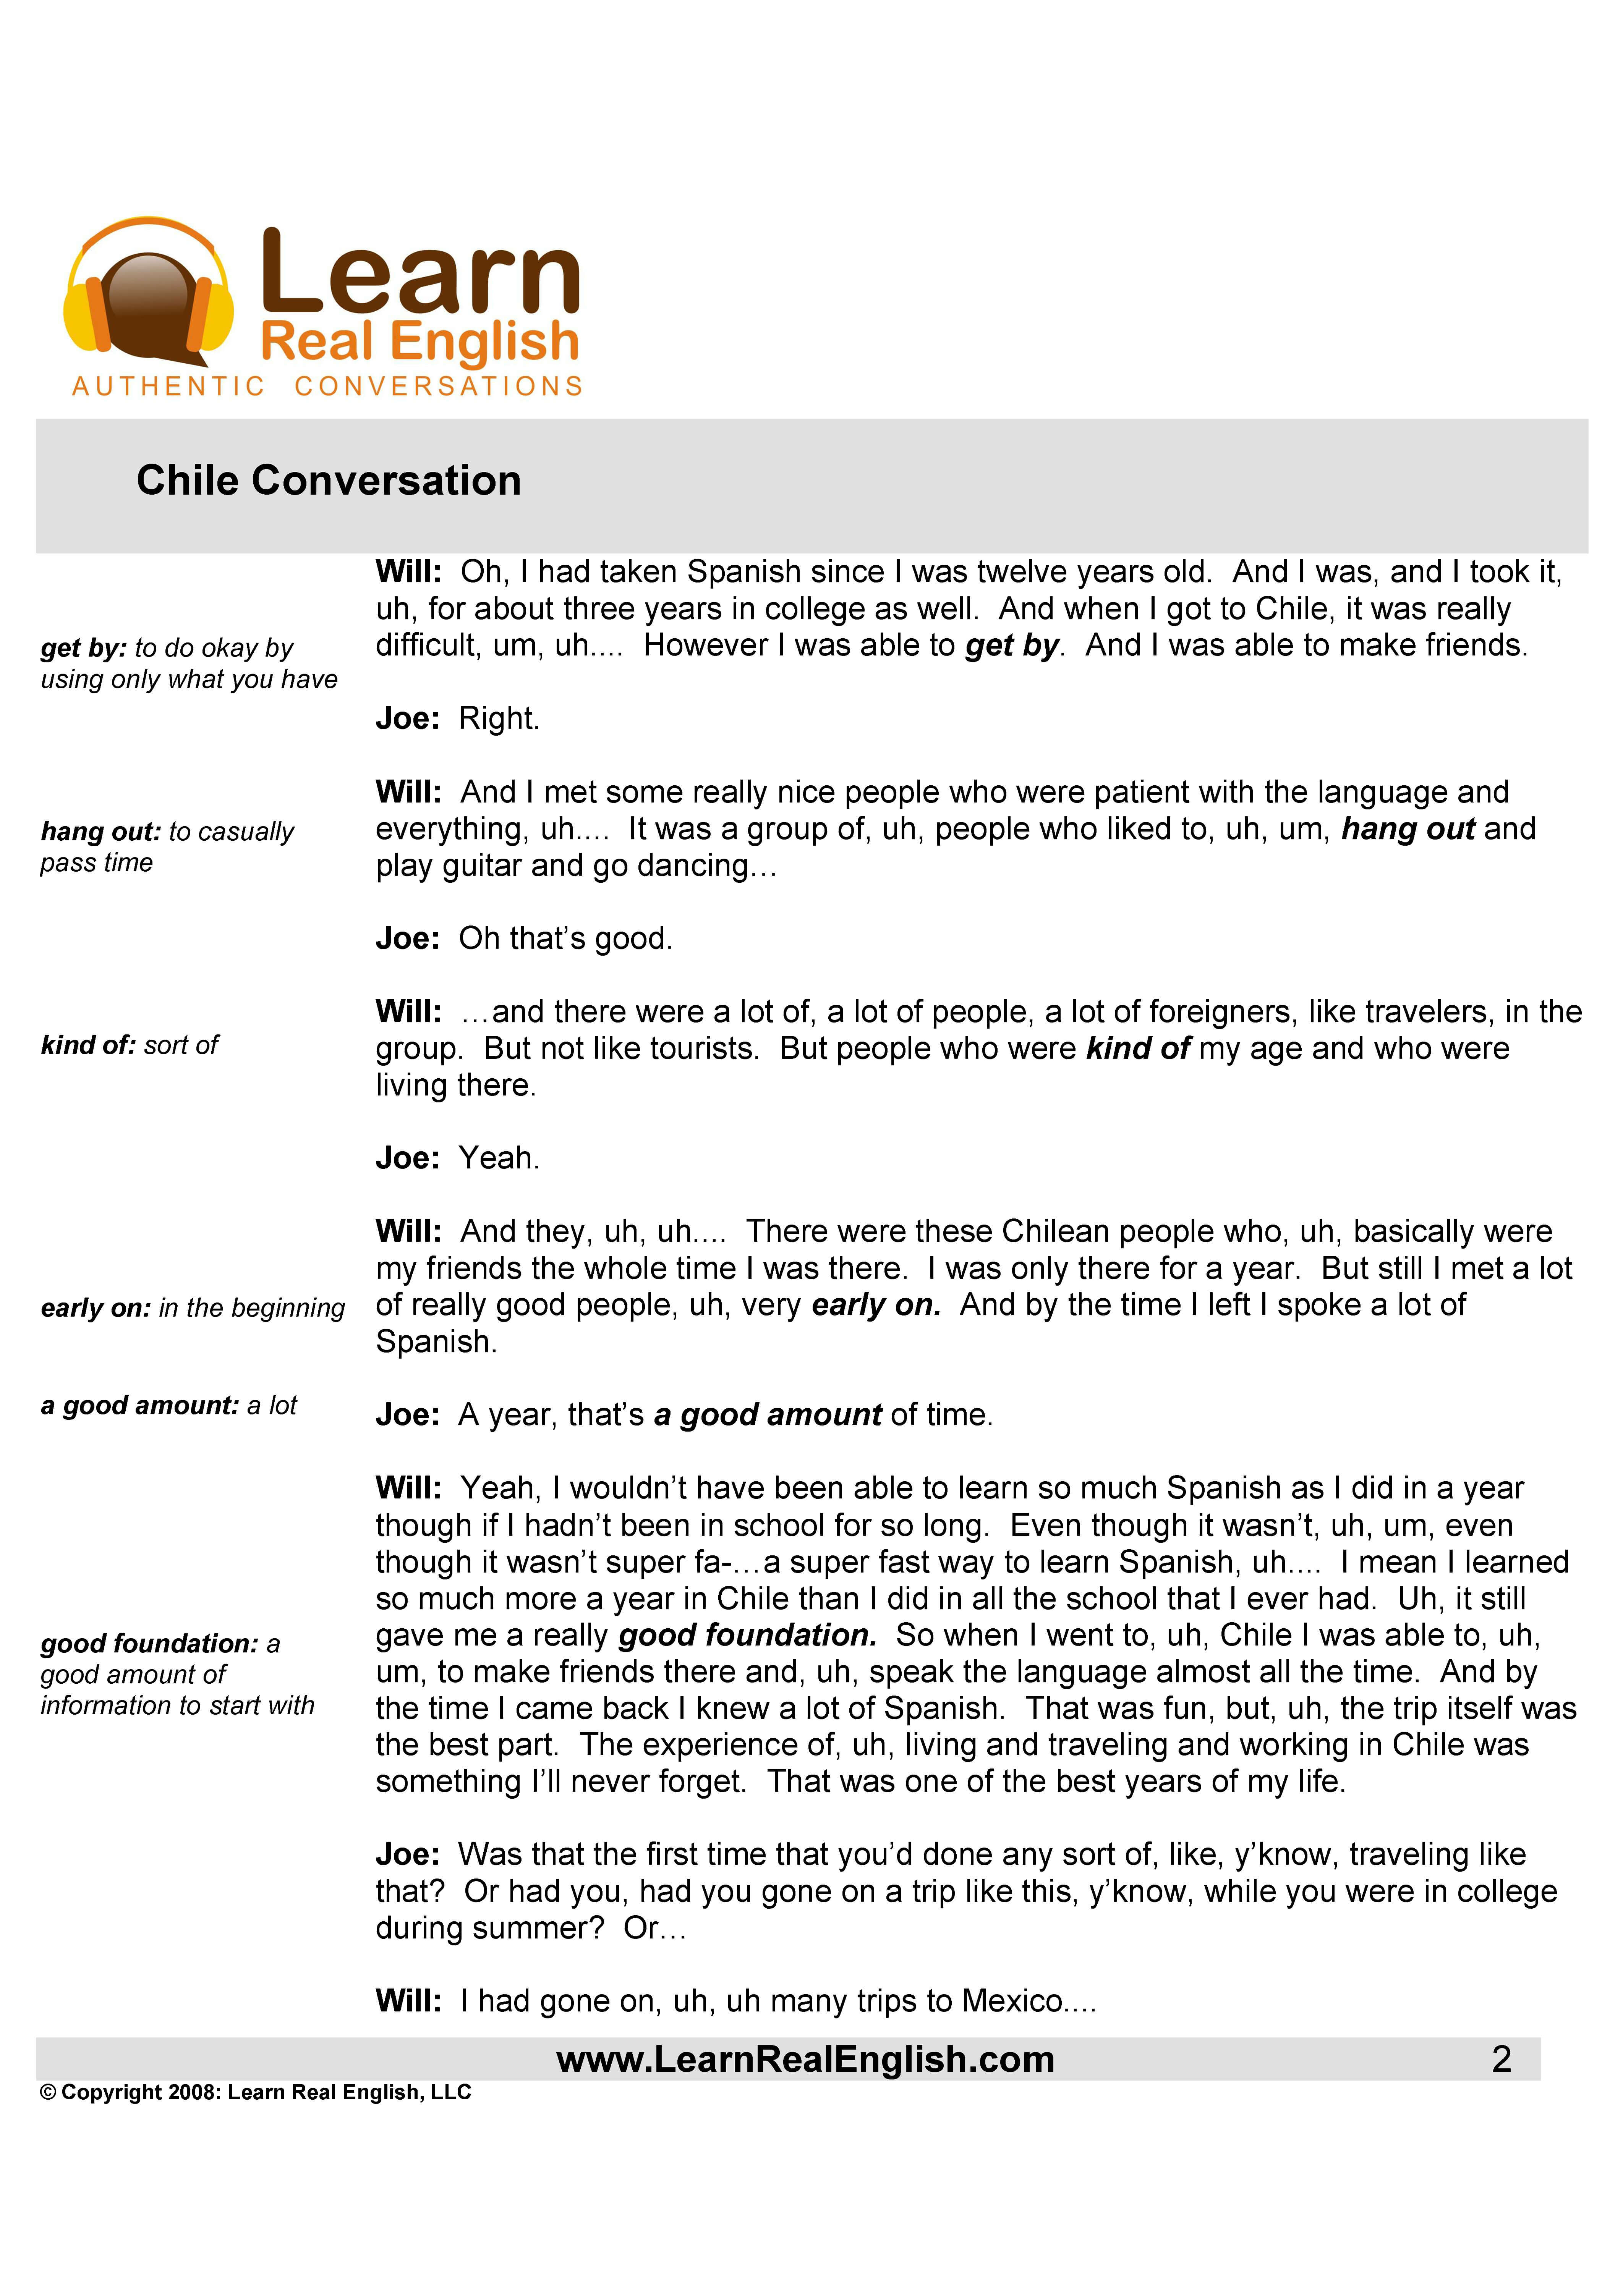 Learn
Real English
AUTHENTIC CONVERSATIONS
Chile Conversation
Will: Oh, I had taken Spanish since I was twelve years old. And I was, and I took it,
uh, for about three years in college as well. And when I got to Chile, it was really
difficult, um, uh.... However I was able to get by. And I was able to make friends.
get by: to do okay by
using only what you have
Joe: Right.
Will: And I met some really nice people who were patient with the language and
everything, uh.... It was a group of, uh, people who liked to, uh, um, hang out and
play guitar and go dancing…
hang out: to casually
pass time
Joe: Oh that’s good.
Will: …and there were a lot of, a lot of people, a lot of foreigners, like travelers, in the
group. But not like tourists. But people who were kind of my age and who were
living there.
kind of: sort of
Joe: Yeah.
Will: And they, uh, uh.... There were these Chilean people who, uh, basically were
my friends the whole time I was there. I was only there for a year. But still I met a lot
of really good people, uh, very early on. And by the time I left I spoke a lot of
Spanish.
early on: in the beginning
a good amount: a lot
Joe: A year, that’s a good amount of time.
Will: Yeah, I wouldn’t have been able to learn so much Spanish as I did in a year
though if I hadn’t been in school for so long. Even though it wasn’t, uh, um, even
though it wasn’t super fa-…a super fast way to learn Spanish, uh.... I mean I learned
so much more a year in Chile than I did in all the school that I ever had. Uh, it still
gave me a really good foundation. So when I went to, uh, Chile I was able to, uh,
um, to make friends there and, uh, speak the language almost all the time. And by
the time I came back I knew a lot of Spanish. That was fun, but, uh, the trip itself was
the best part. The experience of, uh, living and traveling and working in Chile was
something I’ll never forget. That was one of the best years of my life.
good foundation: a
good amount of
information to start with
Joe: Was that the first time that you’d done any sort of, like, y’know, traveling like
that? Or had you, had you gone on a trip like this, y’know, while you were in college
during summer? Or…
Will: I had gone on, uh, uh many trips to Mexico....
www.LearnRealEnglish.com 2
© Copyright 2008: Learn Real English, LLC